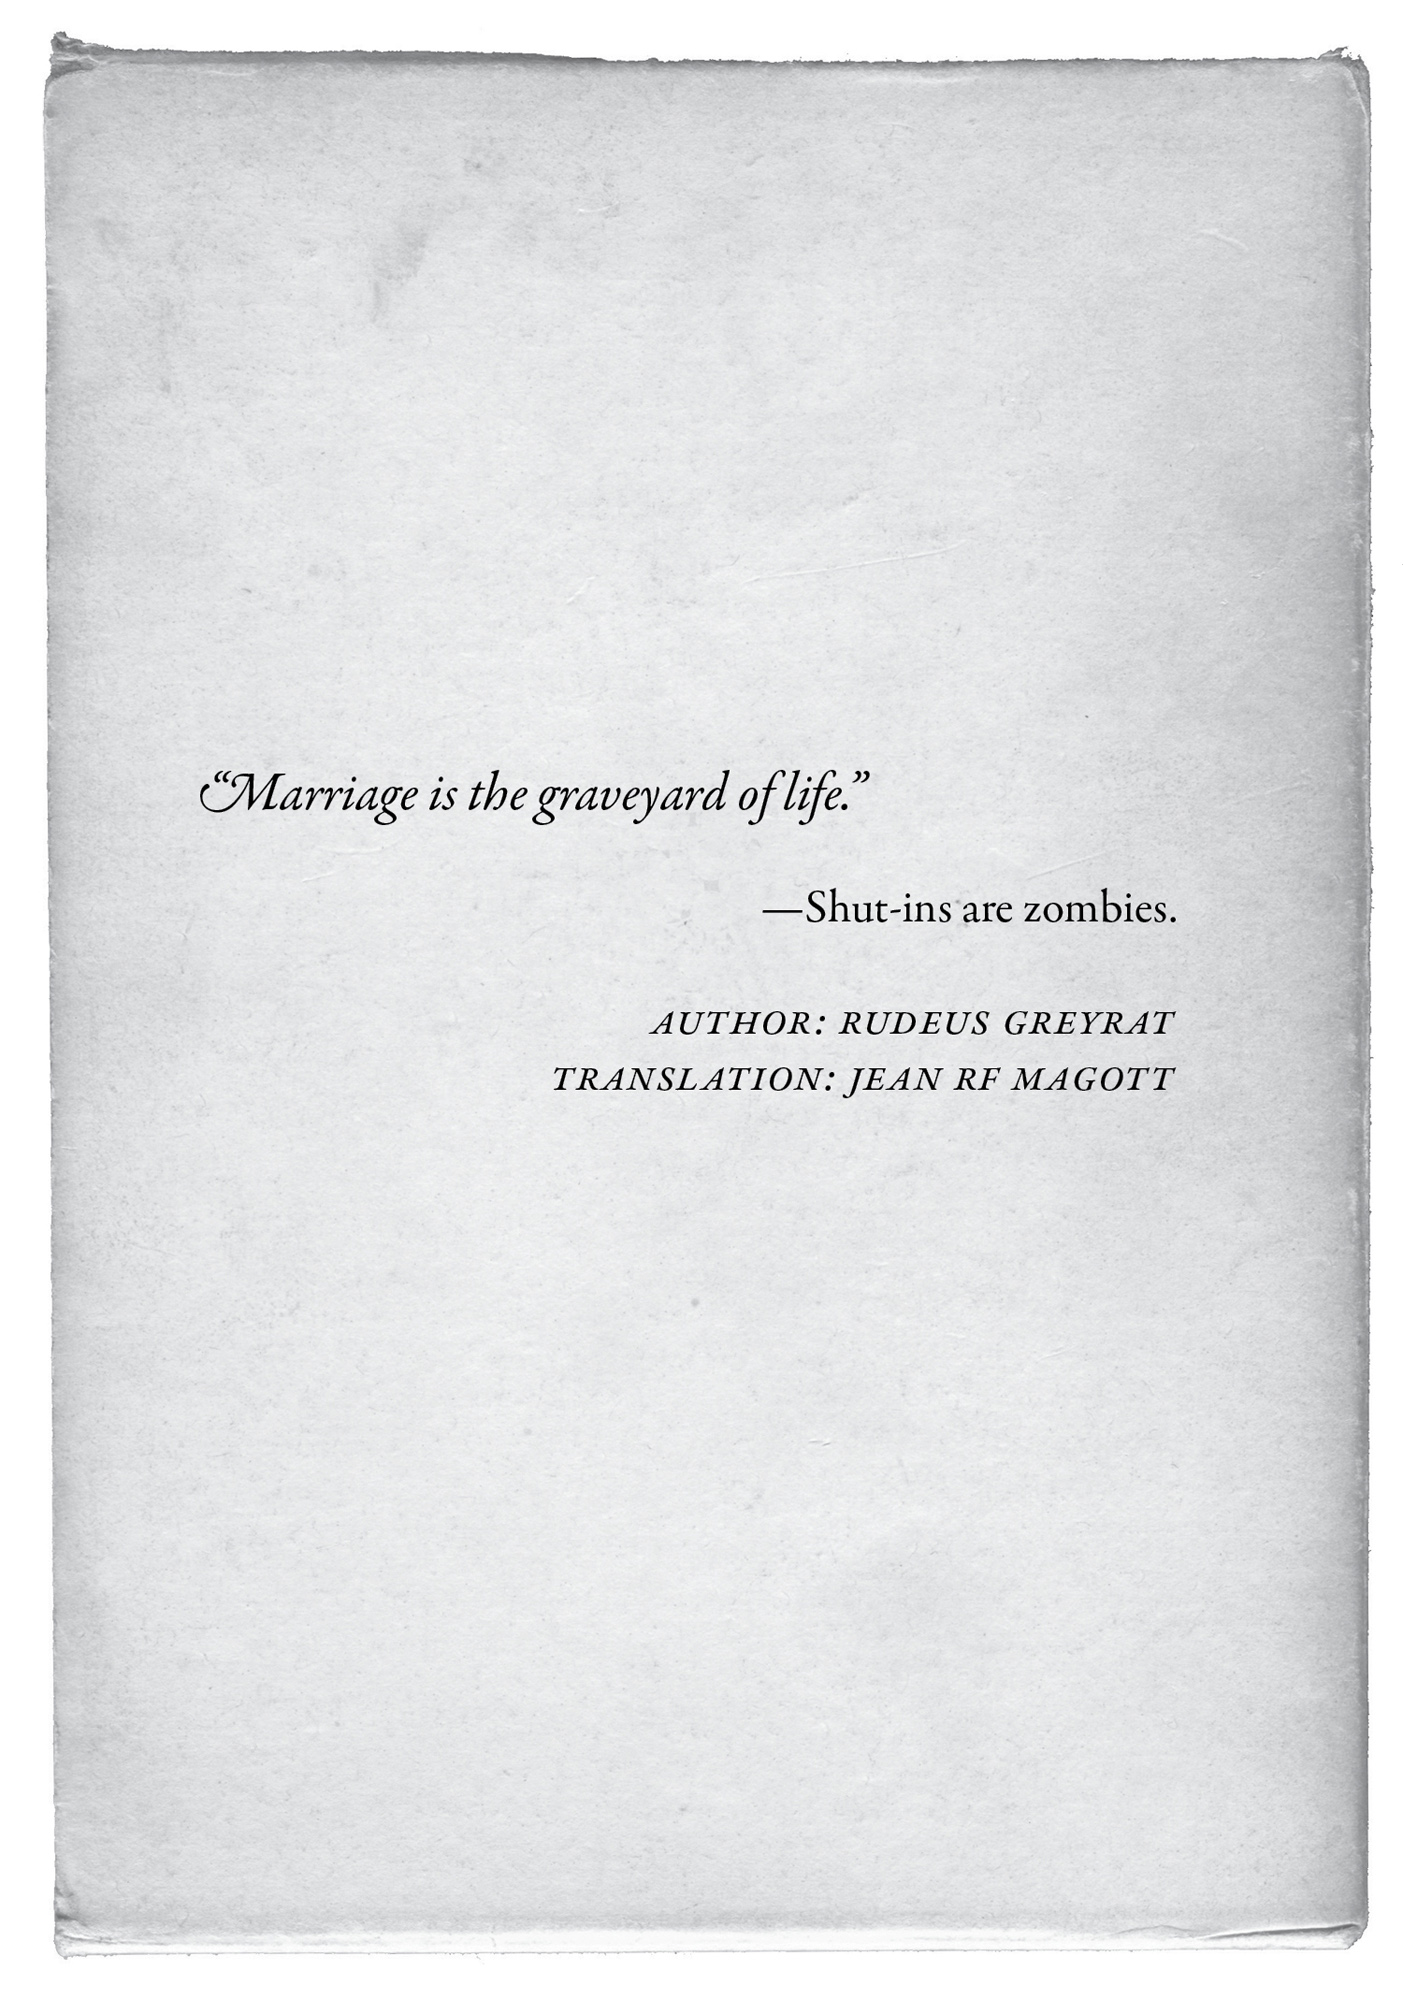 “Marriage is the graveyard of life.”
—Shut-ins are zombies.
AUTHOR: RUDEUS GREYRAT
TRANSLATION: JEAN RF MAGOTT